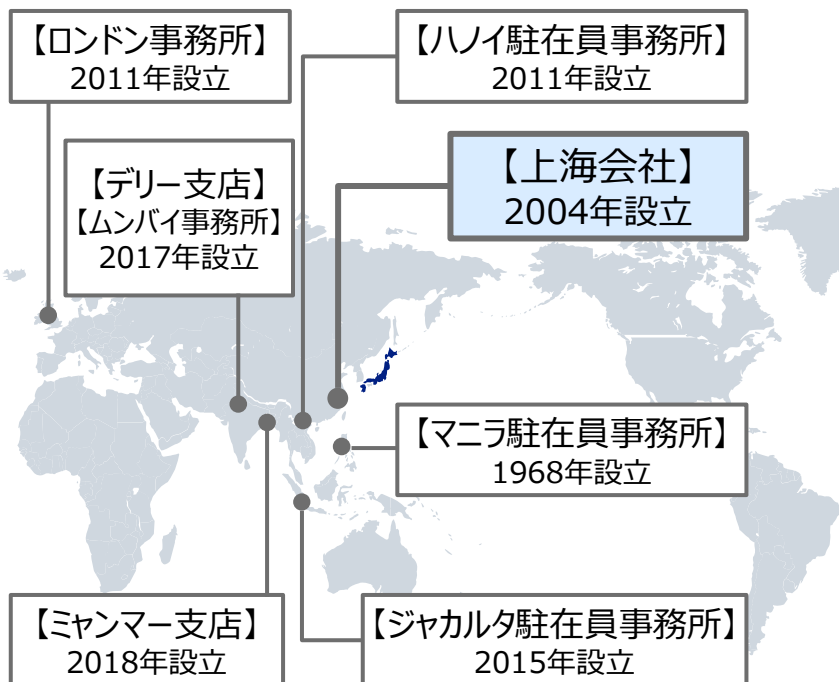 【ロンドン事務所】
2011年設立
【ハノイ駐在員事務所】
2011年設立
【デリー支店】
【ムンバイ事務所】
2017年設立
【上海会社】
2004年設立
【マニラ駐在員事務所】
1968年設立
【ミャンマー支店】
2018年設立
【ジャカルタ駐在員事務所】
2015年設立